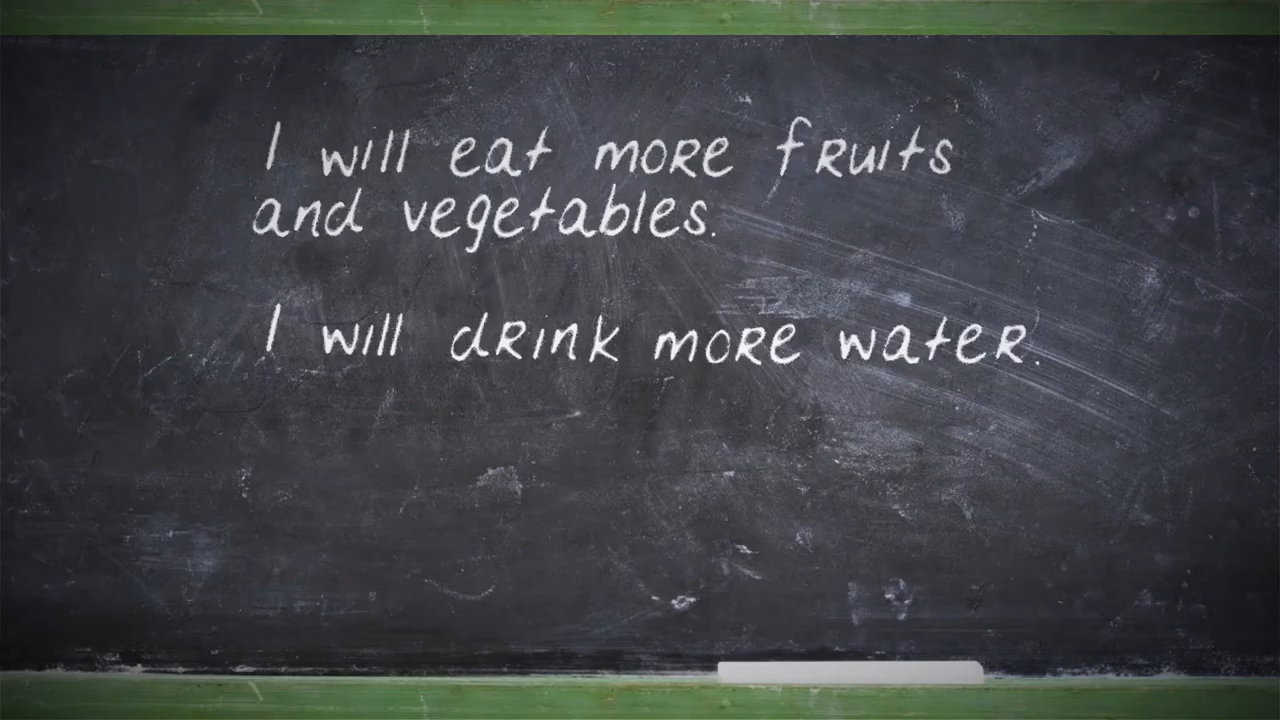 I will eat more fruits
and vegetables.
I will drink more water.